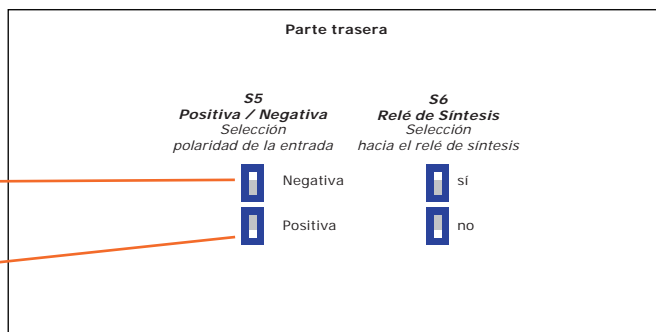 Parte trasera
S5
Positiva / Negativa
Selección
polaridad de la entrada
S6
Relé de Síntesis
Selección
hacia el relé de síntesis
Negativa
sí
Positiva
no